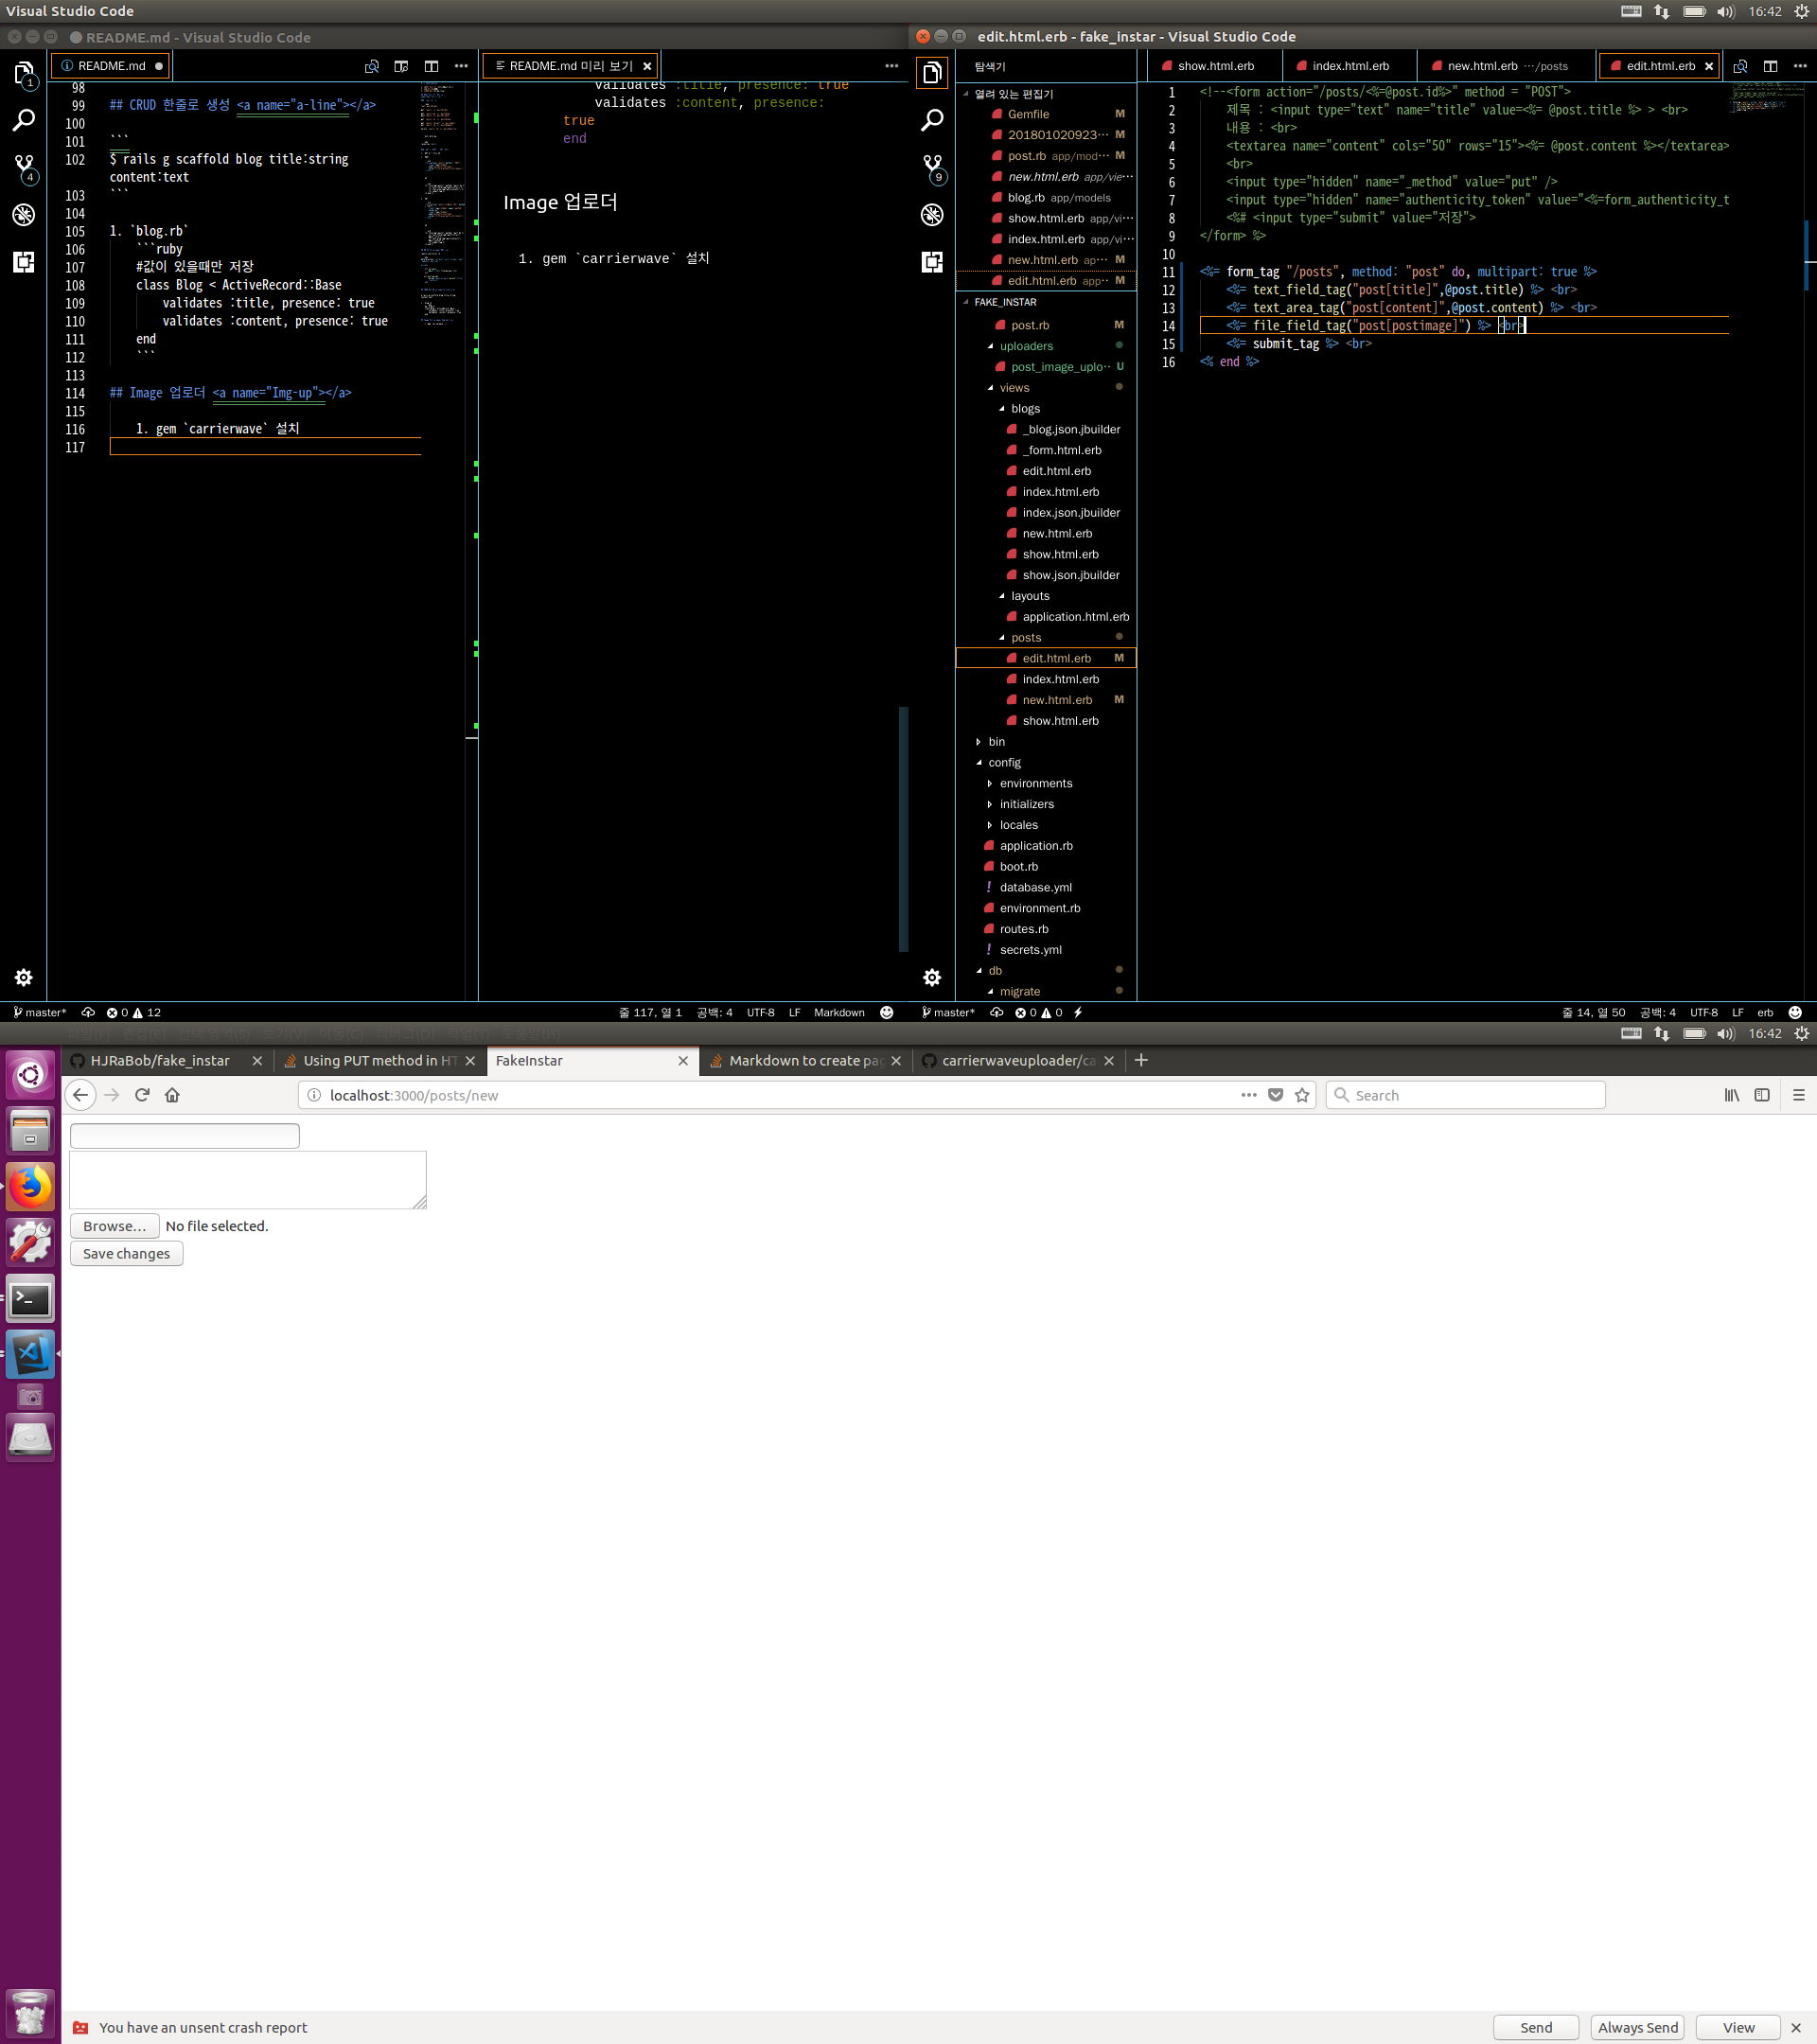 Visual Studio Code
16:42
README.md - Visual Studio Code
README.md
98
99 ## CRUD 한줄로 생성 <a name="a-line"></a>
100
101 ```
102 $ rails g scaffold blog title:string
content:text
103 ```
104
105 1. `blog.rb`
106 ```ruby
107 #값이 있을때만 저장
108 class Blog < ActiveRecord::Base
109 validates :title, presence: true
110 validates :content, presence: true
111 end
112 ```
113
114 ## Image 업로더 <a name="Img-up"></a>
115
116 1. gem `carrierwave` 설치
117
1
4
README.md 미리 보기
validates :title, presence: true
validates :content, presence:
true
end
Image 업로더
1. gem `carrierwave` 설치
master*
0
12
줄 117, 열 1
공백: 4
UTF-8
LF
Markdown
edit.html.erb - fake_instar - Visual Studio Code
9
탐색기
열려 있는 편집기
Gemfile M
201801020923··· M
post.rb app/mod··· M
new.html.erb app/vie···
blog.rb app/models
show.html.erb app/vi···
index.html.erb app/vi···
new.html.erb ap··· M
edit.html.erb app··· M
FAKE_INSTAR
post.rb M
uploaders
post_image_uplo··· U
views
blogs
_blog.json.jbuilder
_form.html.erb
edit.html.erb
index.html.erb
index.json.jbuilder
new.html.erb
show.html.erb
show.json.jbuilder
layouts
application.html.erb
posts
edit.html.erb M
index.html.erb
new.html.erb M
show.html.erb
bin
config
environments
initializers
locales
application.rb
boot.rb
database.yml
environment.rb
routes.rb
secrets.yml
db
migrate
show.html.erb
index.html.erb
new.html.erb ···/posts
edit.html.erb
1 <!--<form action="/posts/<%=@post.id%>" method = "POST">
2 제목 : <input type="text" name="title" value=<%= @post.title %> > <br>
3 내용 : <br>
4 <textarea name="content" cols="50" rows="15"><%= @post.content %></textarea>
5 <br>
6 <input type="hidden" name="_method" value="put" />
7 <input type="hidden" name="authenticity_token" value="<%=form_authenticity_t
8 <%# <input type="submit" value="저장">
9 </form> %>
10
11 <%= form_tag "/posts", method: "post" do, multipart: true %>
12 <%= text_field_tag("post[title]",@post.title) %> <br>
13 <%= text_area_tag("post[content]",@post.content) %> <br>
14 <%= file_field_tag("post[postimage]") %> <br>
15 <%= submit_tag %> <br>
16 <% end %>
master*
0
0
줄 14, 열 50
공백: 4
UTF-8
LF
erb
16:42
HJRaBob/fake_instar
Using PUT method in HT
FakeInstar
Markdown to create pag
carrierwaveuploader/ca
localhost:3000/posts/new
Search
Browse...
No file selected.
Save changes
You have an unsent crash report
Send
Always Send
View